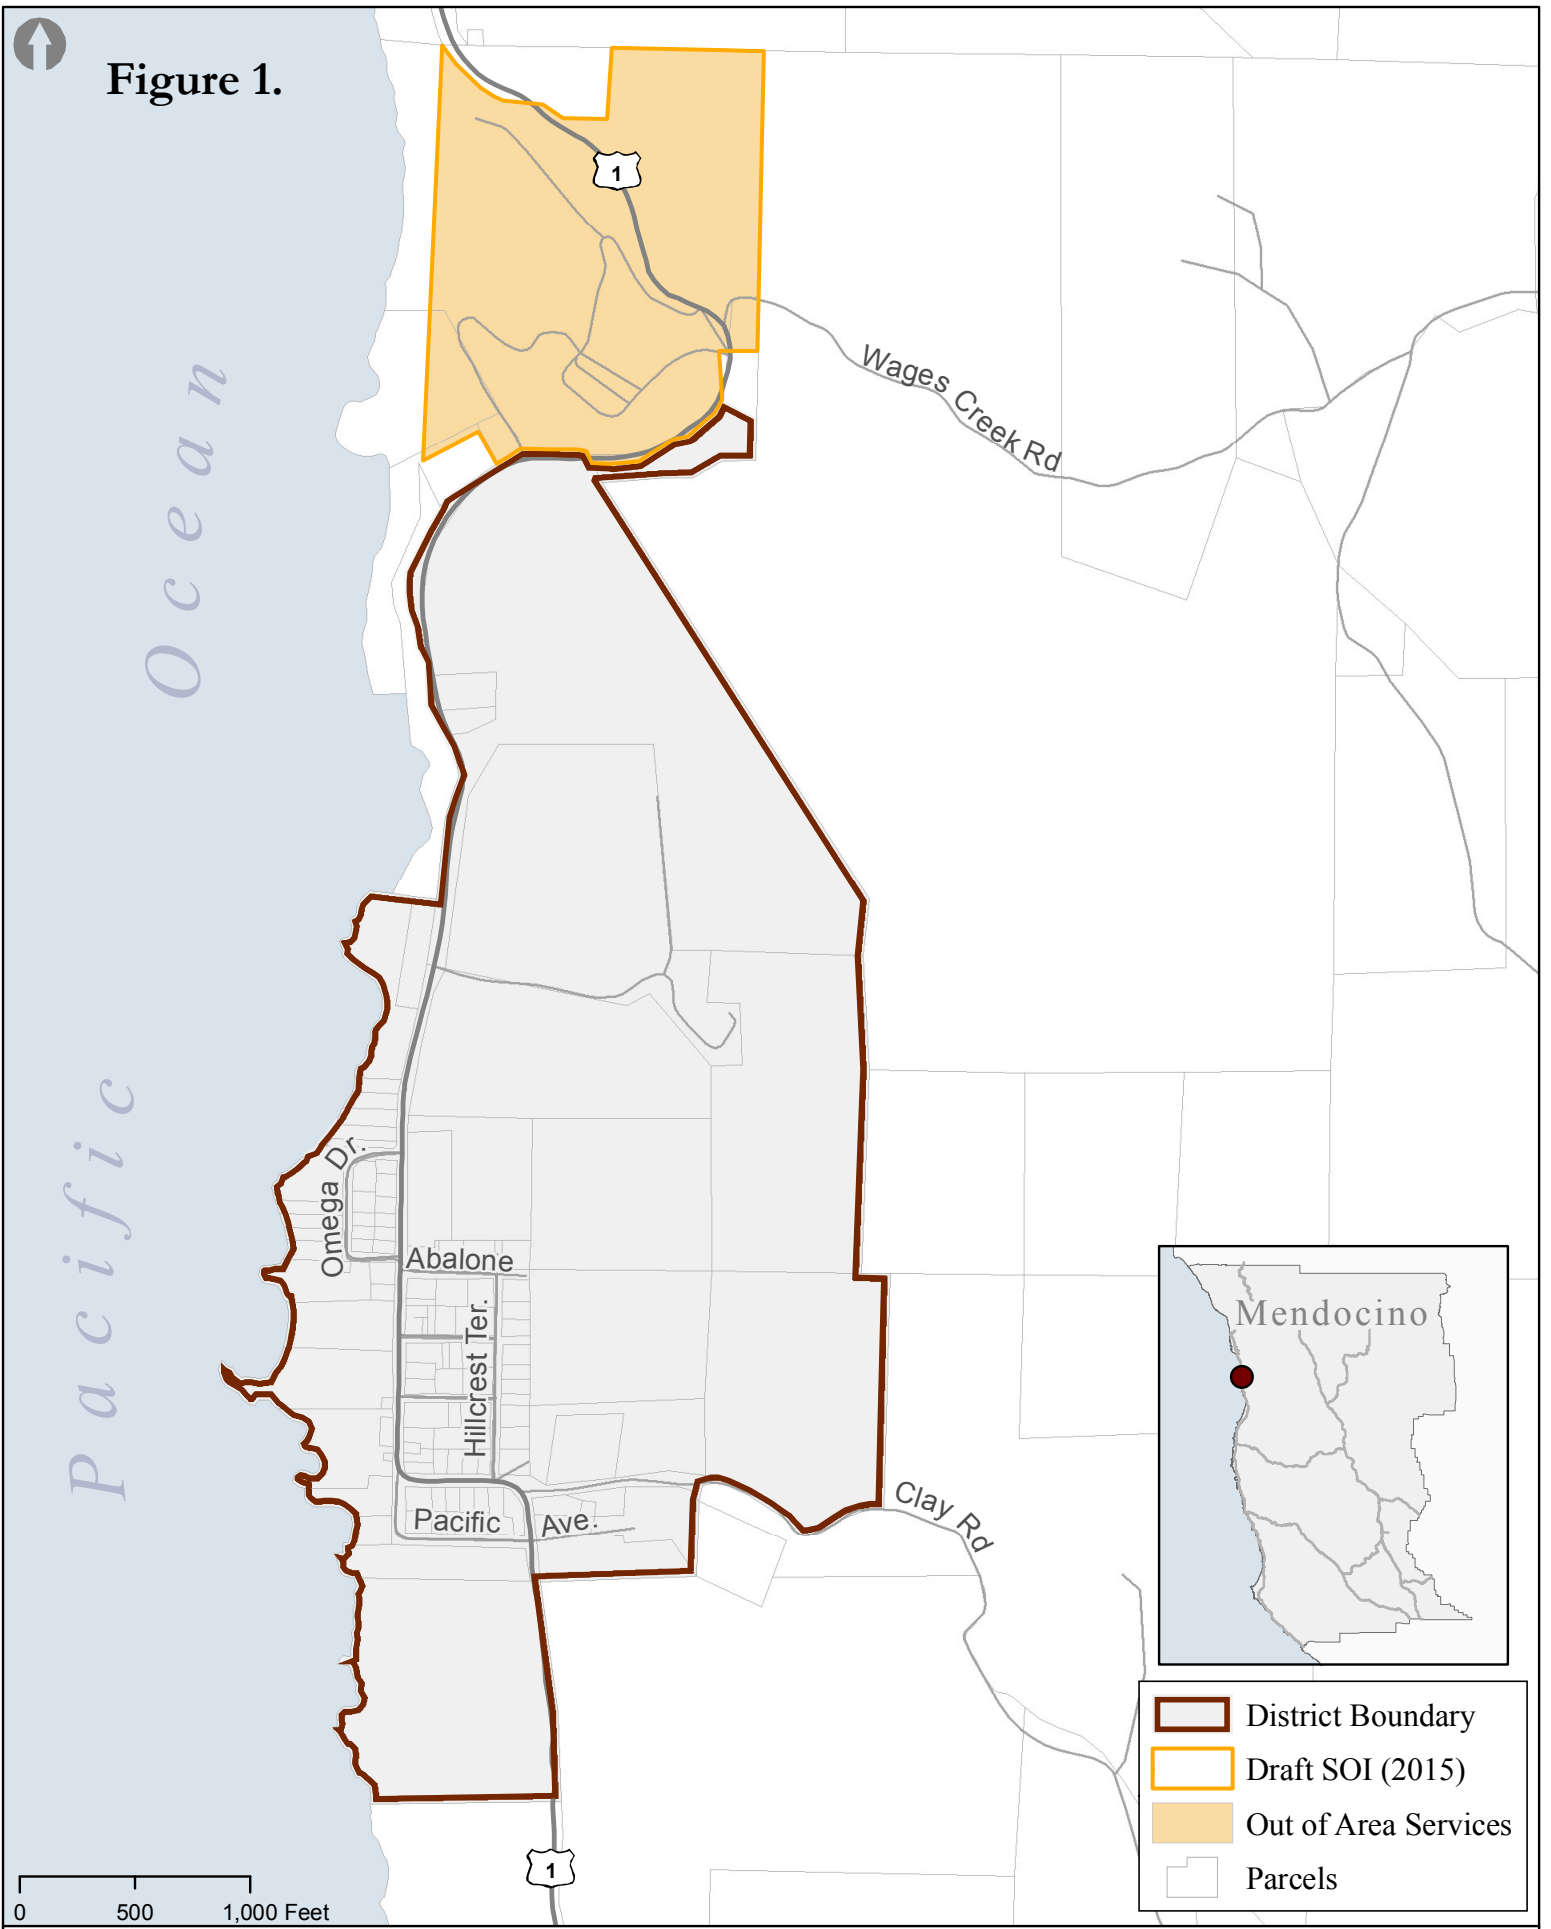 Figure 1.
1
Wages Creek Rd
Pacific Ocean
Omega Dr.
Abalone
Hillcrest Ter.
Pacific Ave.
Clay Rd
Mendocino
District Boundary
Draft SOI (2015)
Out of Area Services
Parcels
1
0 500 1,000 Feet